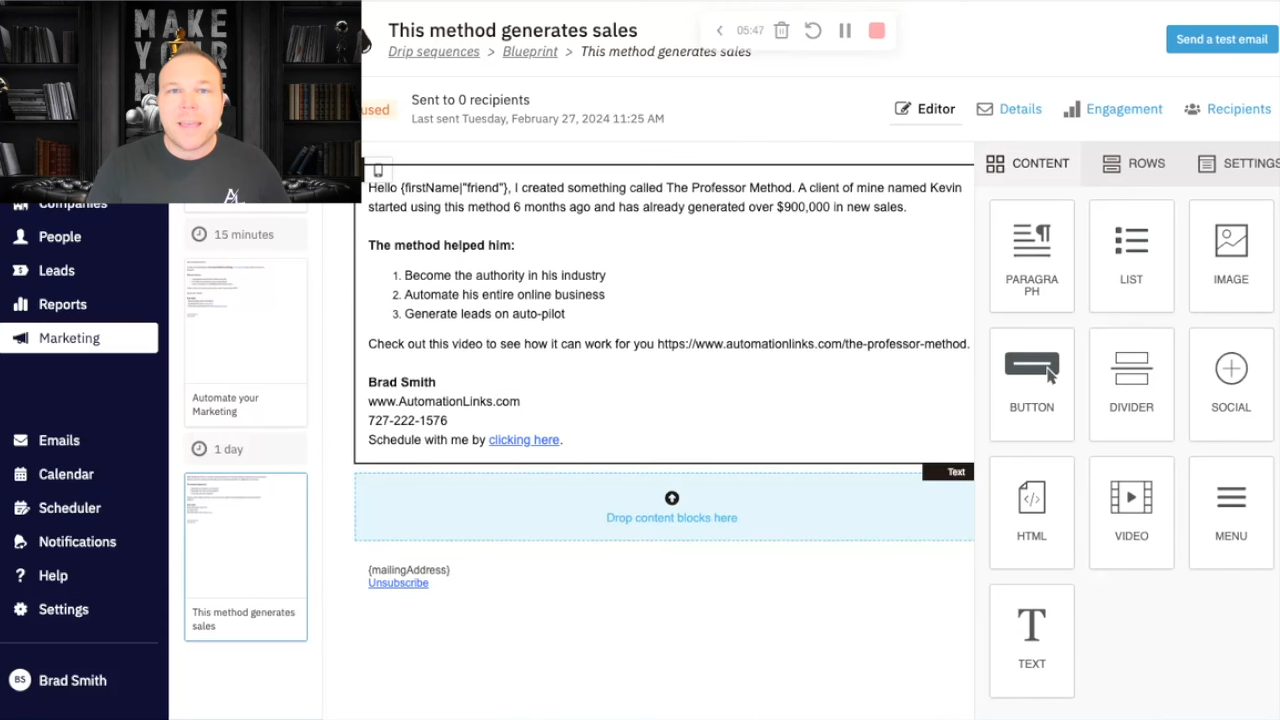 MAKE
YOUR
This method generates sales
Drip sequences > Blueprint > This method generates sales
05:47
Send a test email
used
Sent to 0 recipients
Last sent Tuesday, February 27, 2024 11:25 AM
Editor
Details
Engagement
Recipients
Companies
People
Leads
Reports
Marketing
Emails
Calendar
Scheduler
Notifications
Help
Settings
BS Brad Smith
15 minutes
Automate your
Marketing
1 day
This method generates
sales
Hello {firstName|"friend"}, I created something called The Professor Method. A client of mine named Kevin
started using this method 6 months ago and has already generated over $900,000 in new sales.
The method helped him:
1. Become the authority in his industry
2. Automate his entire online business
3. Generate leads on auto-pilot
Check out this video to see how it can work for you https://www.automationlinks.com/the-professor-method.
Brad Smith
www.AutomationLinks.com
727-222-1576
Schedule with me by clicking here.
Text
Drop content blocks here
{mailingAddress}
Unsubscribe
CONTENT
ROWS
SETTINGS
PARAGRA
PH
LIST
IMAGE
BUTTON
DIVIDER
SOCIAL
HTML
VIDEO
MENU
TEXT